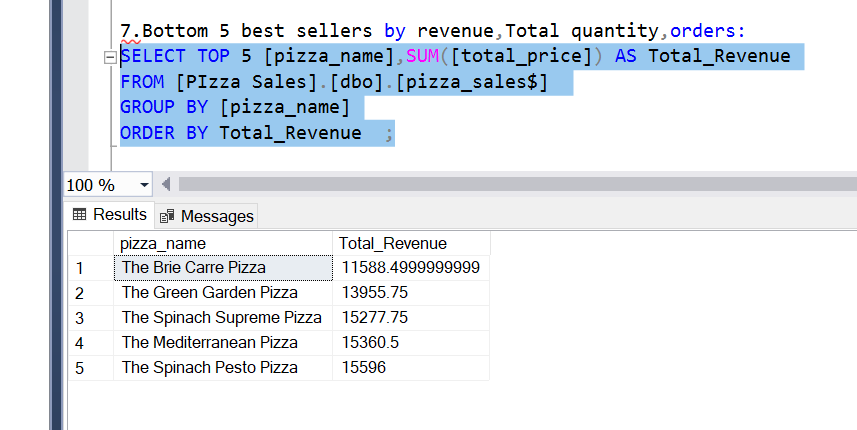 7.Bottom 5 best sellers by revenue,Total quantity,orders:
SELECT TOP 5 [pizza_name],SUM([total_price]) AS Total_Revenue
FROM [PIzza Sales].[dbo].[pizza_sales$]
GROUP BY [pizza_name]
ORDER BY Total_Revenue  ;
100 %
Results Messages
pizza_name Total_Revenue
1 The Brie Carre Pizza 11588.4999999999
2 The Green Garden Pizza 13955.75
3 The Spinach Supreme Pizza 15277.75
4 The Mediterranean Pizza 15360.5
5 The Spinach Pesto Pizza 15596